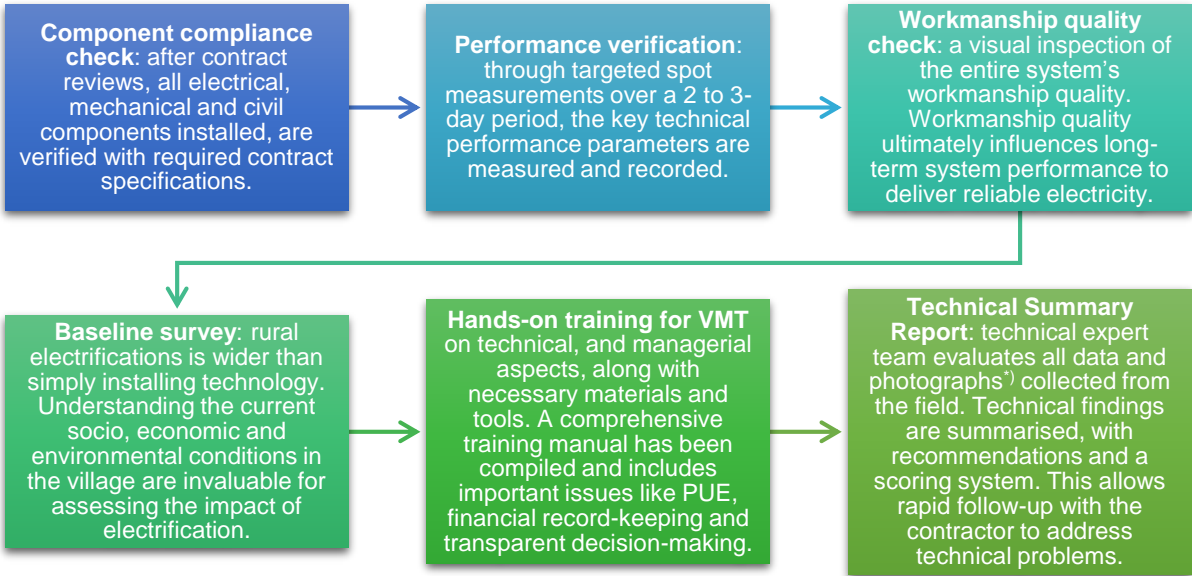 Component compliance
check: after contract
reviews, all electrical,
mechanical and civil
components installed, are
verified with required contract
specifications.
Performance verification:
through targeted spot
measurements over a 2 to 3-
day period, the key technical
performance parameters are
measured and recorded.
Workmanship quality
check: a visual inspection of
the entire system's
workmanship quality.
Workmanship quality
ultimately influences long-
term system performance to
deliver reliable electricity.
Baseline survey: rural
electrifications is wider than
simply installing technology.
Understanding the current
socio, economic and
environmental conditions in
the village are invaluable for
assessing the impact of
electrification.
Hands-on training for VMT
on technical, and managerial
aspects, along with
necessary materials and
tools. A comprehensive
training manual has been
compiled and includes
important issues like PUE,
financial record-keeping and
transparent decision-making.
Technical Summary
Report: technical expert
team evaluates all data and
photographs*) collected from
the field. Technical findings
are summarised, with
recommendations and a
scoring system. This allows
rapid follow-up with the
contractor to address
technical problems.